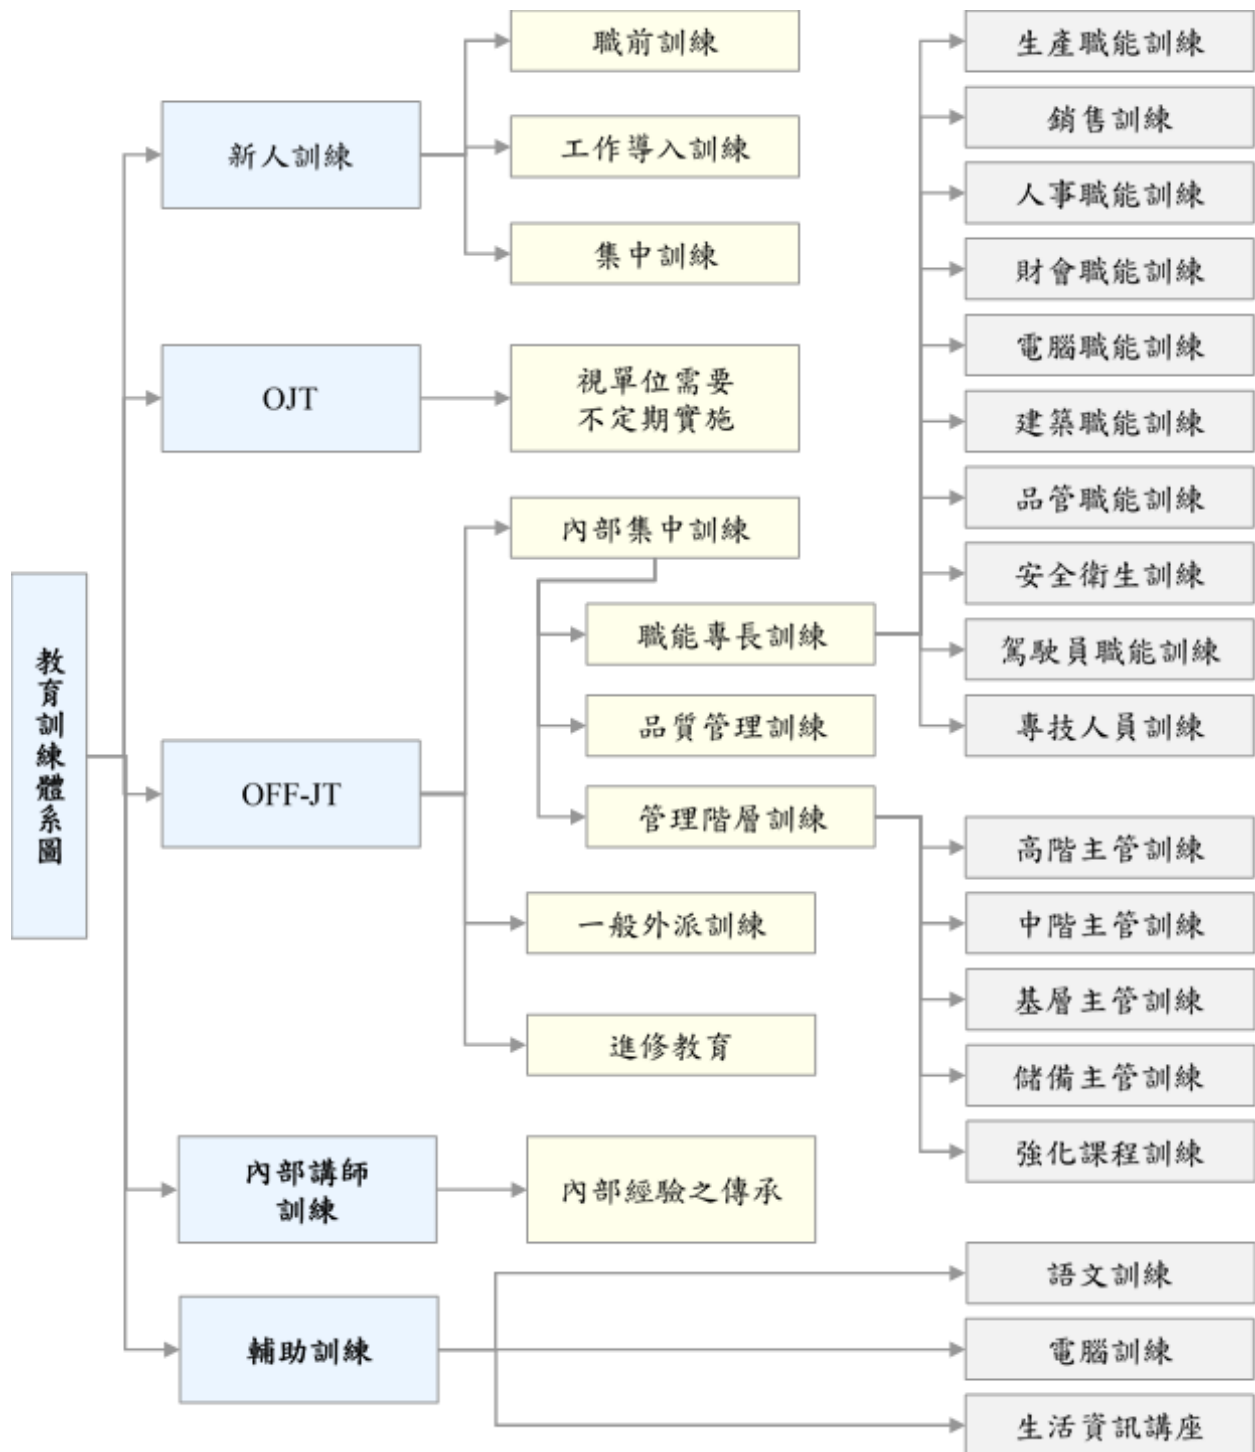 教育訓練體系圖
新人訓練
職前訓練
工作導入訓練
集中訓練
OJT
視單位需要
不定期實施
OFF-JT
內部集中訓練
職能專長訓練
生產職能訓練
銷售訓練
人事職能訓練
財會職能訓練
電腦職能訓練
建築職能訓練
品管職能訓練
安全衛生訓練
駕駛員職能訓練
專技人員訓練
品質管理訓練
管理階層訓練
高階主管訓練
中階主管訓練
基層主管訓練
儲備主管訓練
強化課程訓練
一般外派訓練
進修教育
內部講師
訓練
內部經驗之傳承
輔助訓練
語文訓練
電腦訓練
生活資訊講座